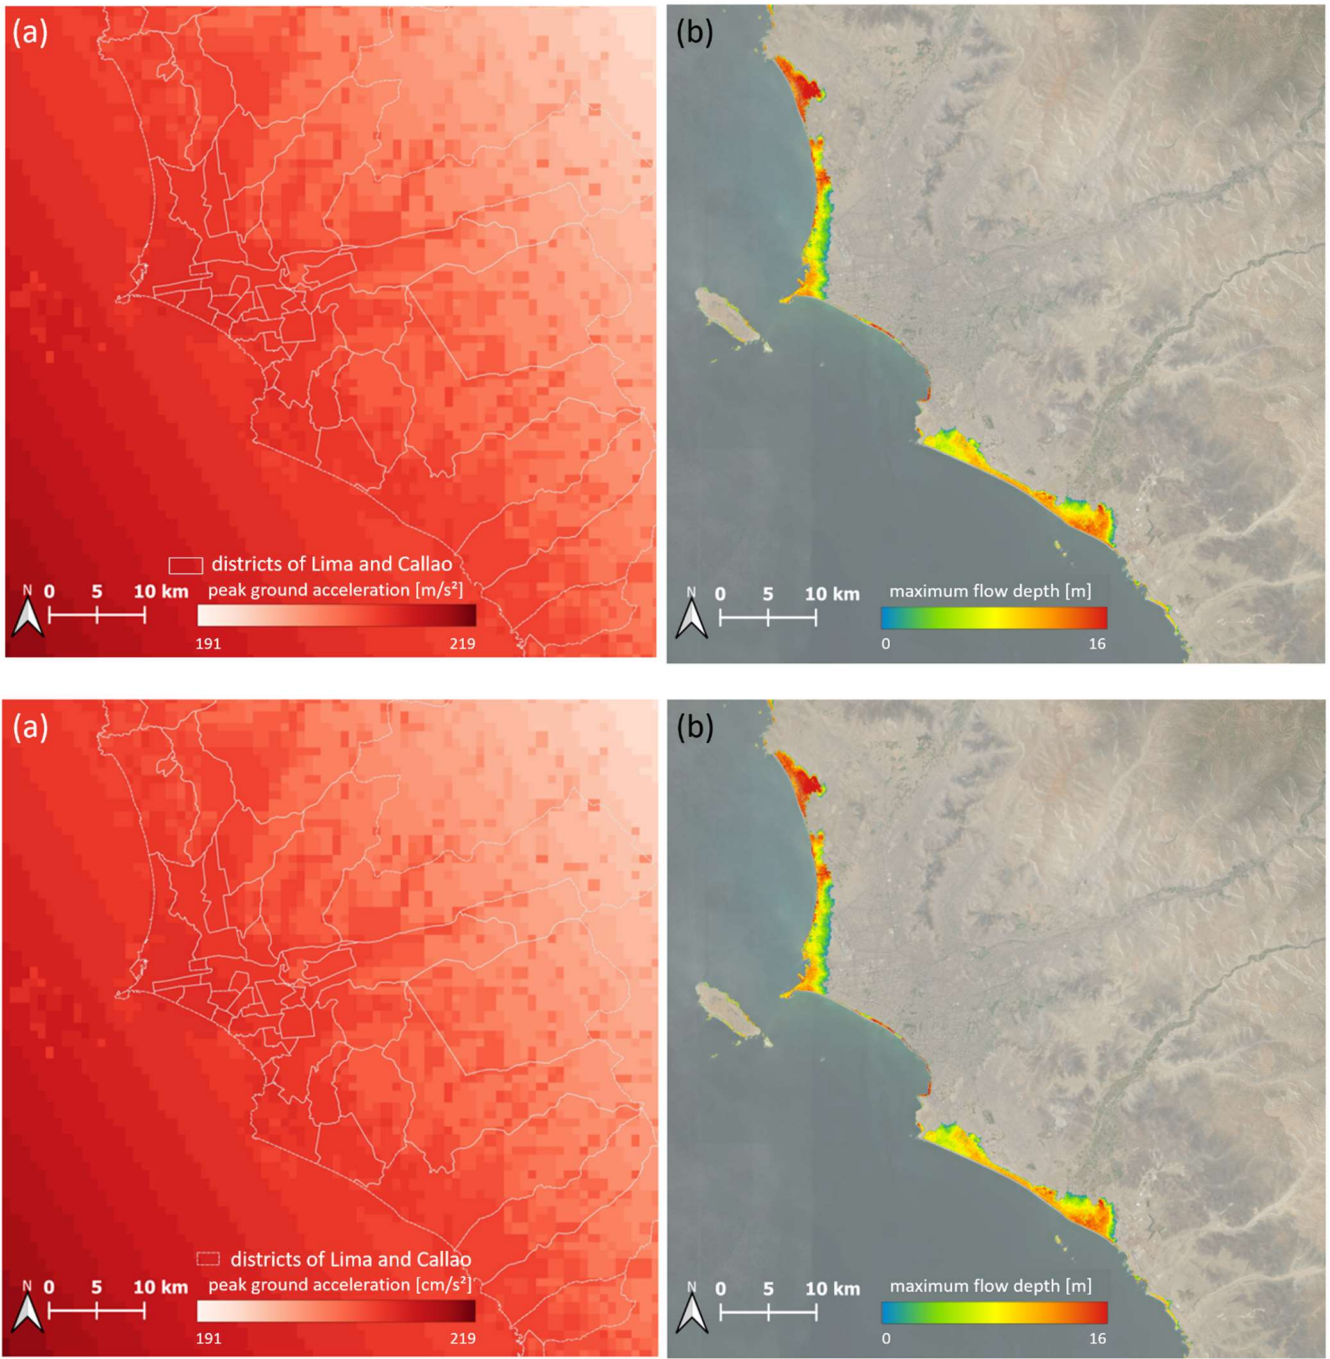 (a)
districts of Lima and Callao
peak ground acceleration [m/s²]
N 0 5 10 km
191 219
(b)
maximum flow depth [m]
N 0 5 10 km
0 16
(a)
districts of Lima and Callao
peak ground acceleration [cm/s²]
N 0 5 10 km
191 219
(b)
maximum flow depth [m]
N 0 5 10 km
0 16